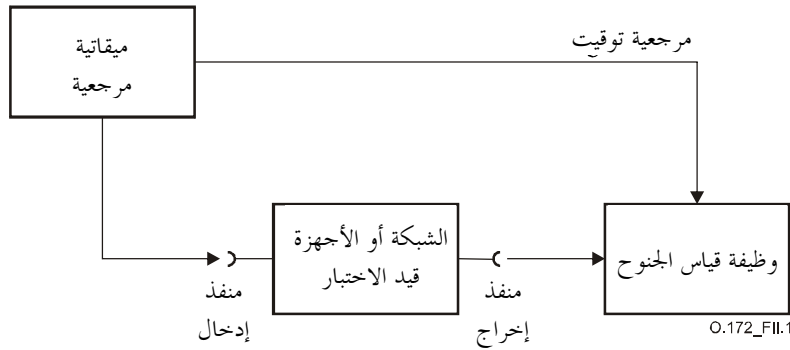 ميقاتية
مرجعية
مرجعية توقيت
الشبكة أو الأجهزة
قيد الاختبار
وظيفة قياس الجنوح
منفذ
إدخال
منفذ
إخراج
O.172_FII.1